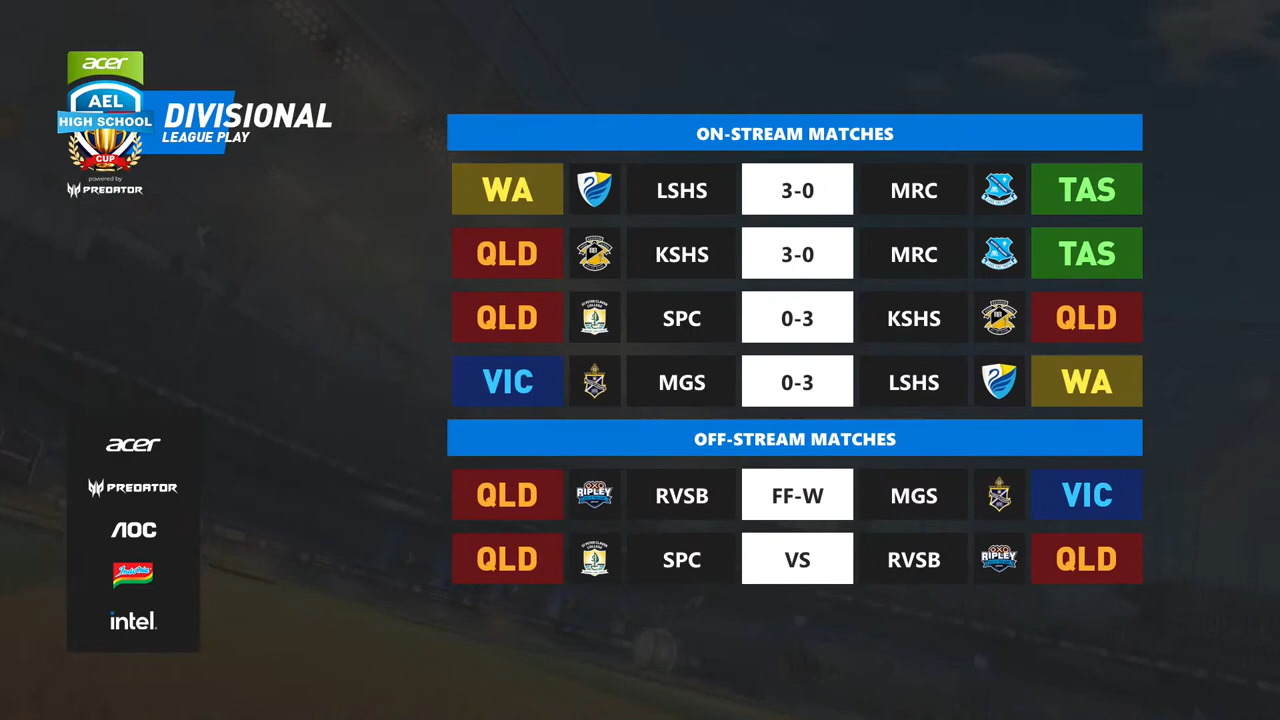 acer
AEL
HIGH SCHOOL
CUP
powered by
PREDATOR
DIVISIONAL
LEAGUE PLAY
ON-STREAM MATCHES
WA LSHS 3-0 MRC TAS
QLD KSHS 3-0 MRC TAS
QLD SPC 0-3 KSHS QLD
VIC MGS 0-3 LSHS WA
OFF-STREAM MATCHES
QLD RIPLEY RVSB FF-W MGS VIC
QLD SPC VS RVSB RIPLEY QLD
acer
PREDATOR
AOC
Indomie
intel.